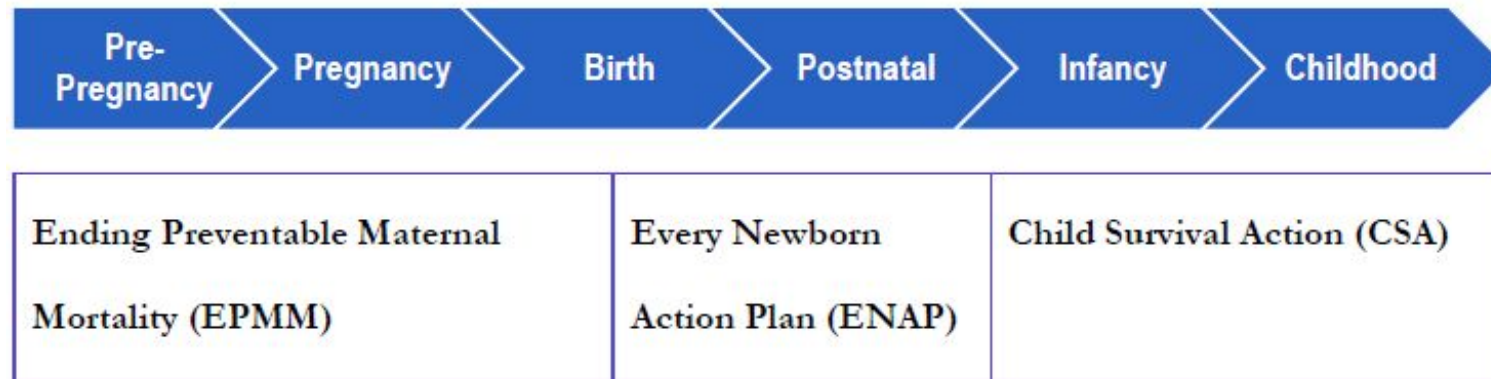 Pre-
Pregnancy
Pregnancy
Birth
Postnatal
Infancy
Childhood
Ending Preventable Maternal
Mortality (EPMM)
Every Newborn
Action Plan (ENAP)
Child Survival Action (CSA)